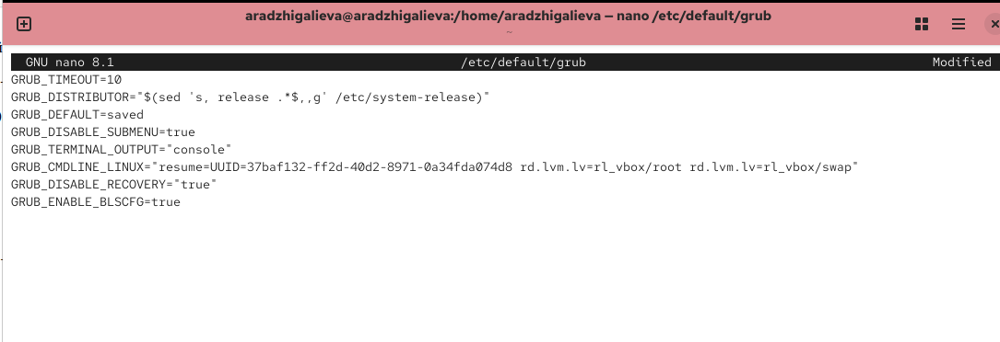 aradzhigalieva@aradzhigalieva:/home/aradzhigalieva — nano /etc/default/grub
~
GNU nano 8.1 /etc/default/grub Modified
GRUB_TIMEOUT=10
GRUB_DISTRIBUTOR="$(sed 's, release .*$,,g' /etc/system-release)"
GRUB_DEFAULT=saved
GRUB_DISABLE_SUBMENU=true
GRUB_TERMINAL_OUTPUT="console"
GRUB_CMDLINE_LINUX="resume=UUID=37baf132-ff2d-40d2-8971-0a34fda074d8 rd.lvm.lv=rl_vbox/root rd.lvm.lv=rl_vbox/swap"
GRUB_DISABLE_RECOVERY="true"
GRUB_ENABLE_BLSCFG=true